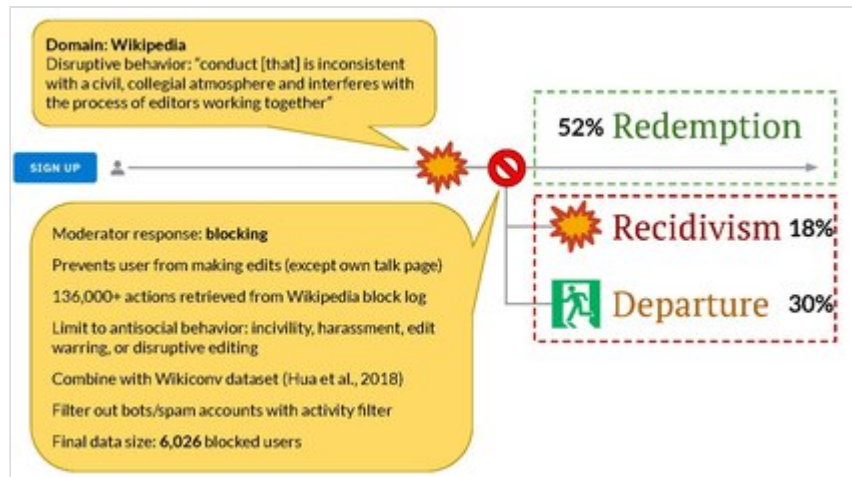 Domain: Wikipedia
Disruptive behavior: "conduct [that] is inconsistent
with a civil, collegial atmosphere and interferes with
the process of editors working together"
SIGN UP
52% Redemption
Recidivism 18%
Departure 30%
Moderator response: blocking
Prevents user from making edits (except own talk page)
136,000+ actions retrieved from Wikipedia block log
Limit to antisocial behavior: incivility, harassment, edit
warring, or disruptive editing
Combine with Wikiconv dataset (Hua et al., 2018)
Filter out bots/spam accounts with activity filter
Final data size: 6,026 blocked users